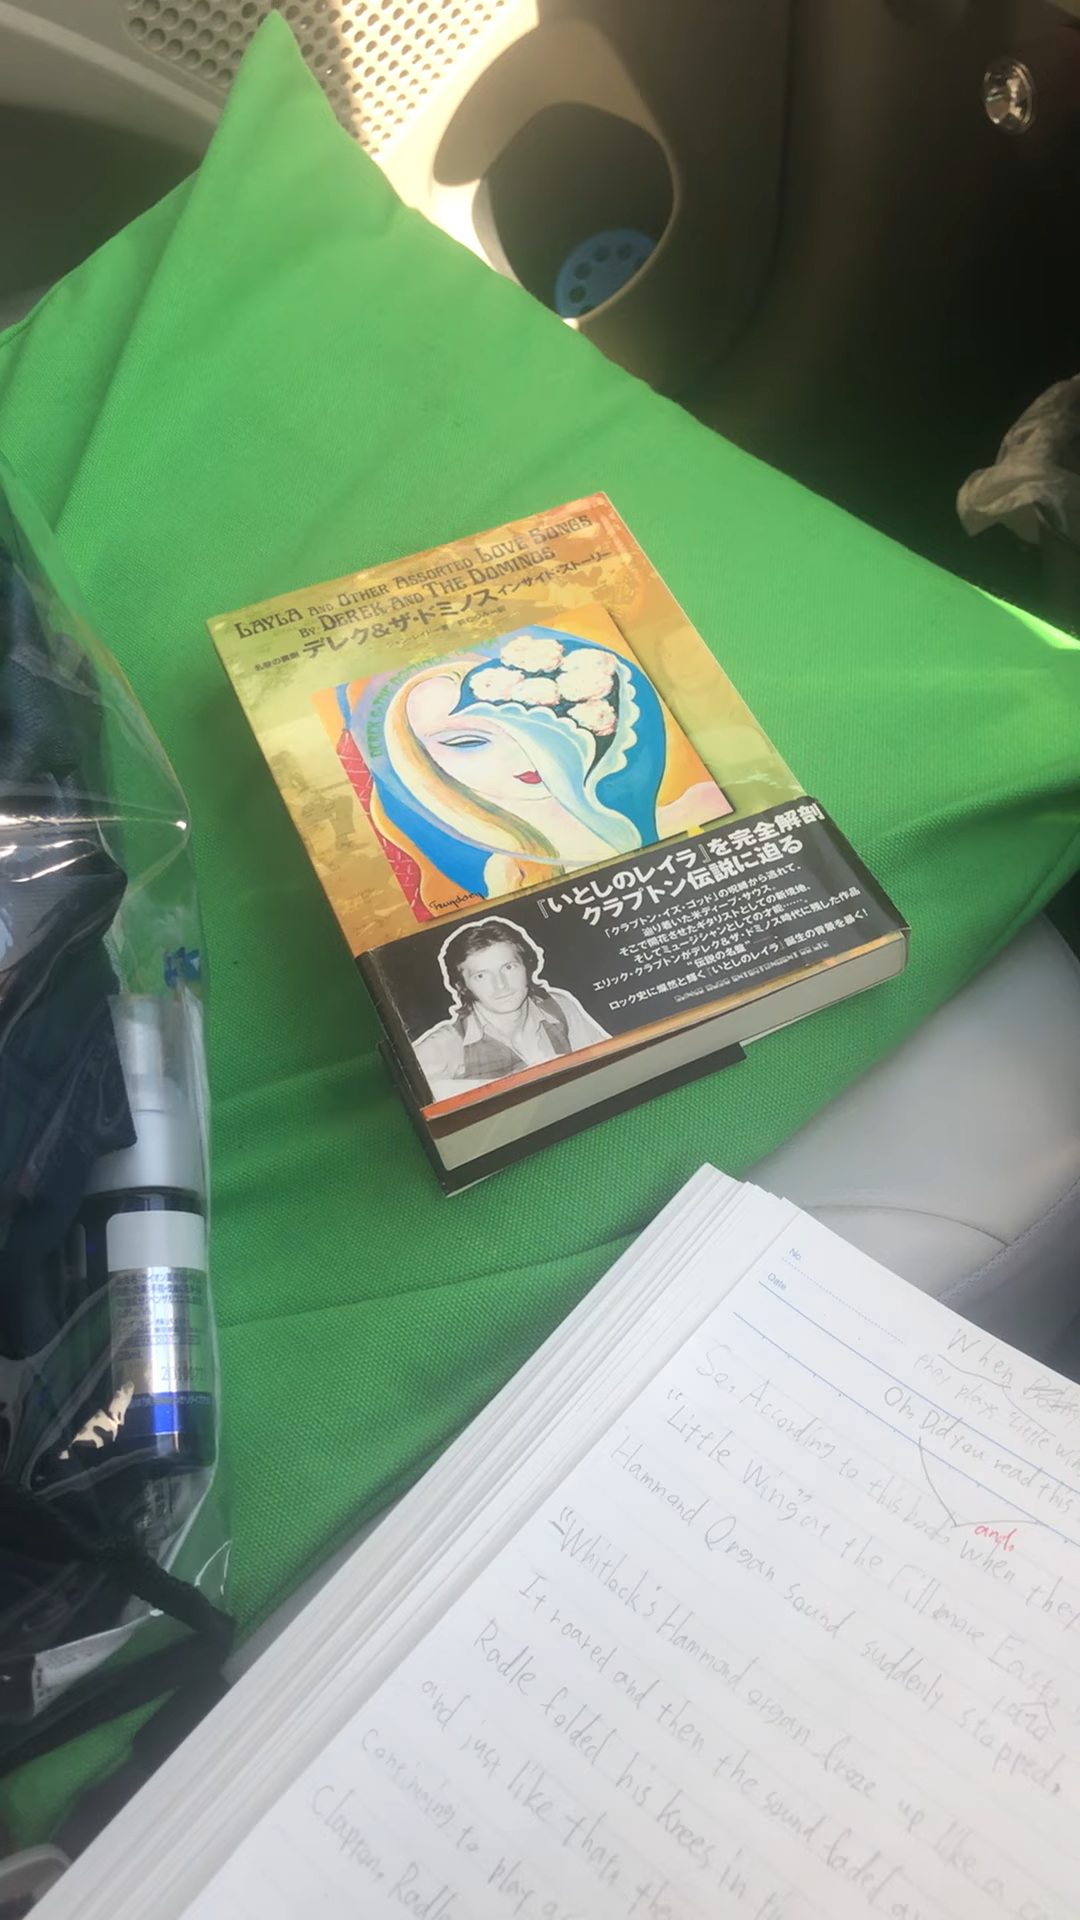 LAYLA AND OTHER ASSORTED LOVE SONGS
BY DEREK AND THE DOMINOS
名盤の裏側 デレク&ザ・ドミノス インサイド・ストーリー
『いとしのレイラ』を完全解剖
クラプトン伝説に迫る
「クラプトン・イズ・ゴッド」の呪縛から逃れて、
辿り着いた米ディープ・サウス。
そこで開花させたギタリストとしての新境地、
そしてミュージシャンとしての才能……。
エリック・クラプトンがデレク&ザ・ドミノス時代に残した作品
"伝説の名盤"
ロック史に燦然と輝く『いとしのレイラ』誕生の背景を暴く!
No.
Date
When
they plays "Little Wing
Oh, Did you read this
So, According to this book, when they
and,
"Little Wing" at the Fillmore East,
1970
Hammond Organ sound suddenly stopped.
"Whitlock's Hammond organ froze up like a
It roared and then the sound faded
Radle folded his knees in
and just like that, the
continuing to play
Clapton, Radle